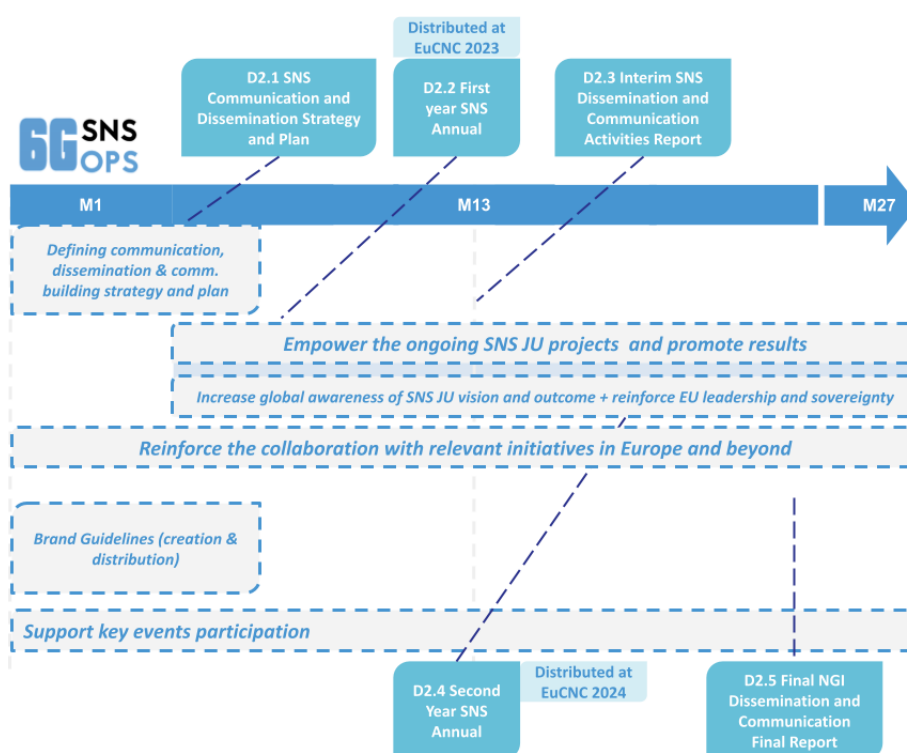 Distributed at
EuCNC 2023
D2.1 SNS
Communication and
Dissemination Strategy
and Plan
D2.2 First
year SNS
Annual
D2.3 Interim SNS
Dissemination and
Communication
Activities Report
6G SNS
OPS
M1
M13
M27
Defining communication,
dissemination & comm.
building strategy and plan
Empower the ongoing SNS JU projects and promote results
Increase global awareness of SNS JU vision and outcome + reinforce EU leadership and sovereignty
Reinforce the collaboration with relevant initiatives in Europe and beyond
Brand Guidelines (creation &
distribution)
Support key events participation
D2.4 Second
Year SNS
Annual
Distributed at
EuCNC 2024
D2.5 Final NGI
Dissemination and
Communication
Final Report